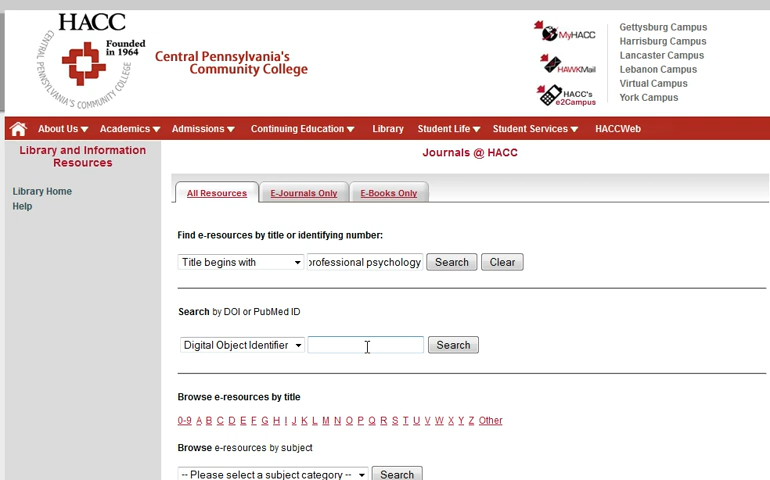 HACC
Founded
in 1964
CENTRAL PENNSYLVANIA'S COMMUNITY COLLEGE
Central Pennsylvania's
Community College
MyHACC
HAWKMail
HACC's
e2Campus
Gettysburg Campus
Harrisburg Campus
Lancaster Campus
Lebanon Campus
Virtual Campus
York Campus
About Us Academics Admissions Continuing Education Library Student Life Student Services HACCWeb
Library and Information
Resources
Library Home
Help
Journals @ HACC
All Resources E-Journals Only E-Books Only
Find e-resources by title or identifying number:
Title begins with professional psychology Search Clear
Search by DOI or PubMed ID
Digital Object Identifier Search
Browse e-resources by title
0-9 A B C D E F G H I J K L M N O P Q R S T U V W X Y Z Other
Browse e-resources by subject
-- Please select a subject category -- Search